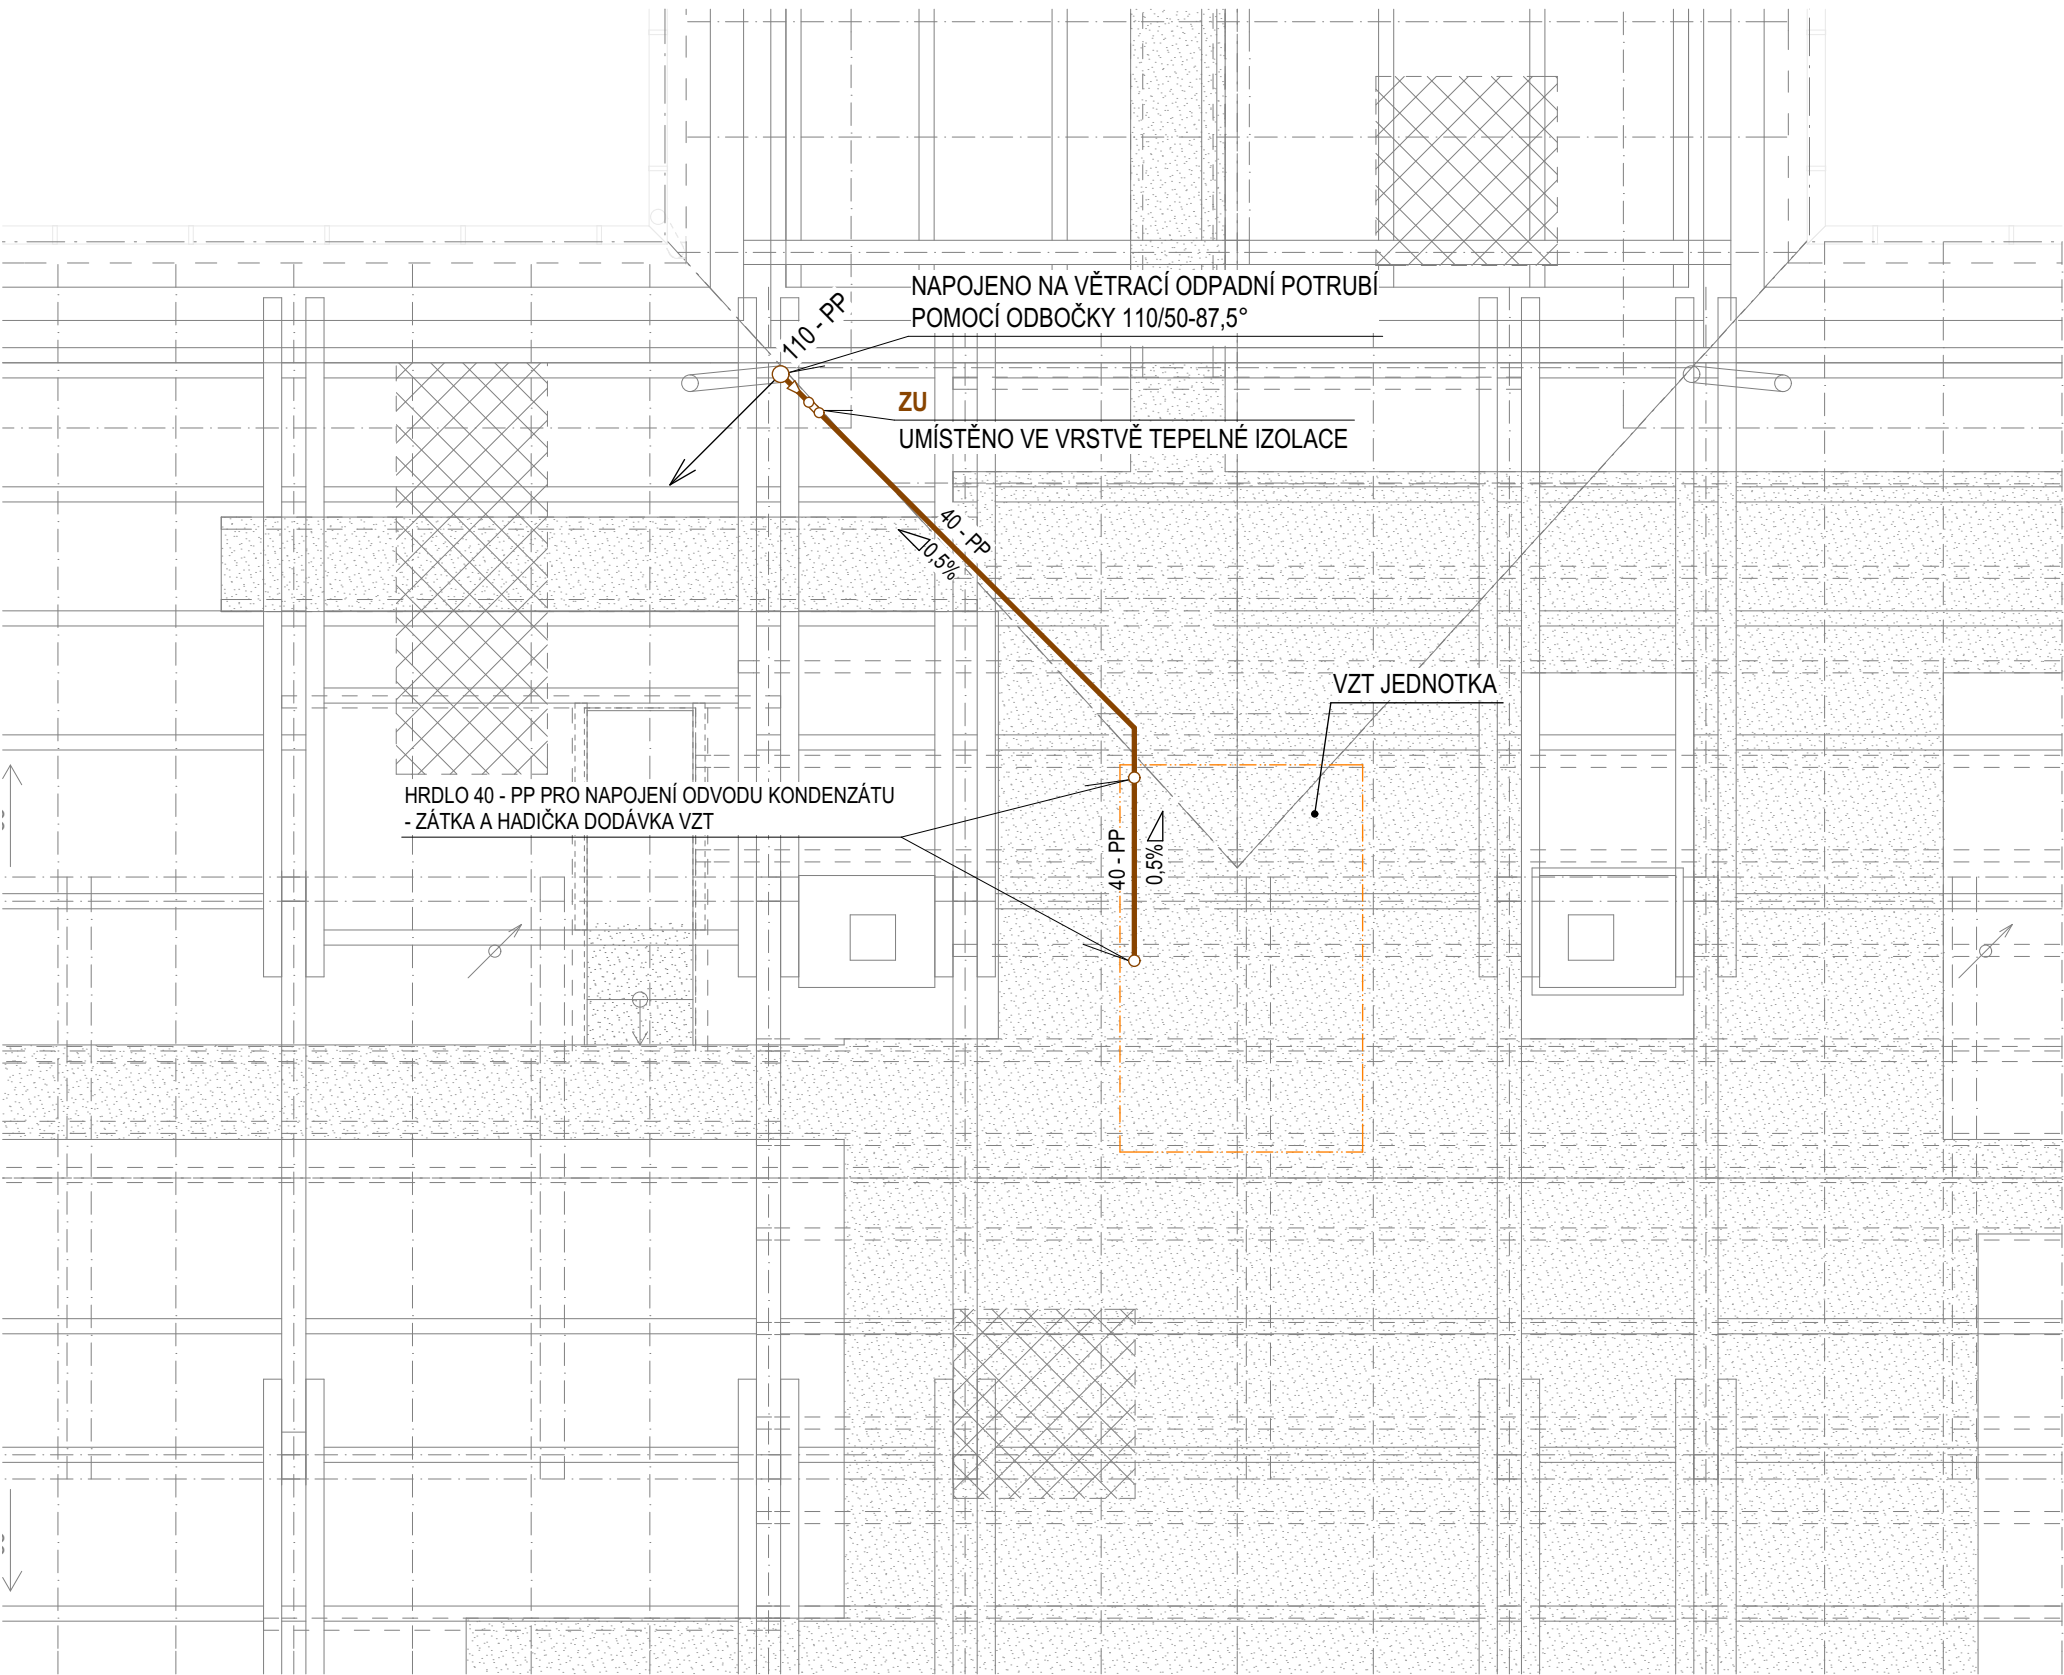 NAPOJENO NA VĚTRACÍ ODPADNÍ POTRUBÍ
POMOCÍ ODBOČKY 110/50-87,5°
110 - PP
ZU
UMÍSTĚNO VE VRSTVĚ TEPELNÉ IZOLACE
40 - PP
0,5%
VZT JEDNOTKA
HRDLO 40 - PP PRO NAPOJENÍ ODVODU KONDENZÁTU
- ZÁTKA A HADIČKA DODÁVKA VZT
40 - PP
0,5%